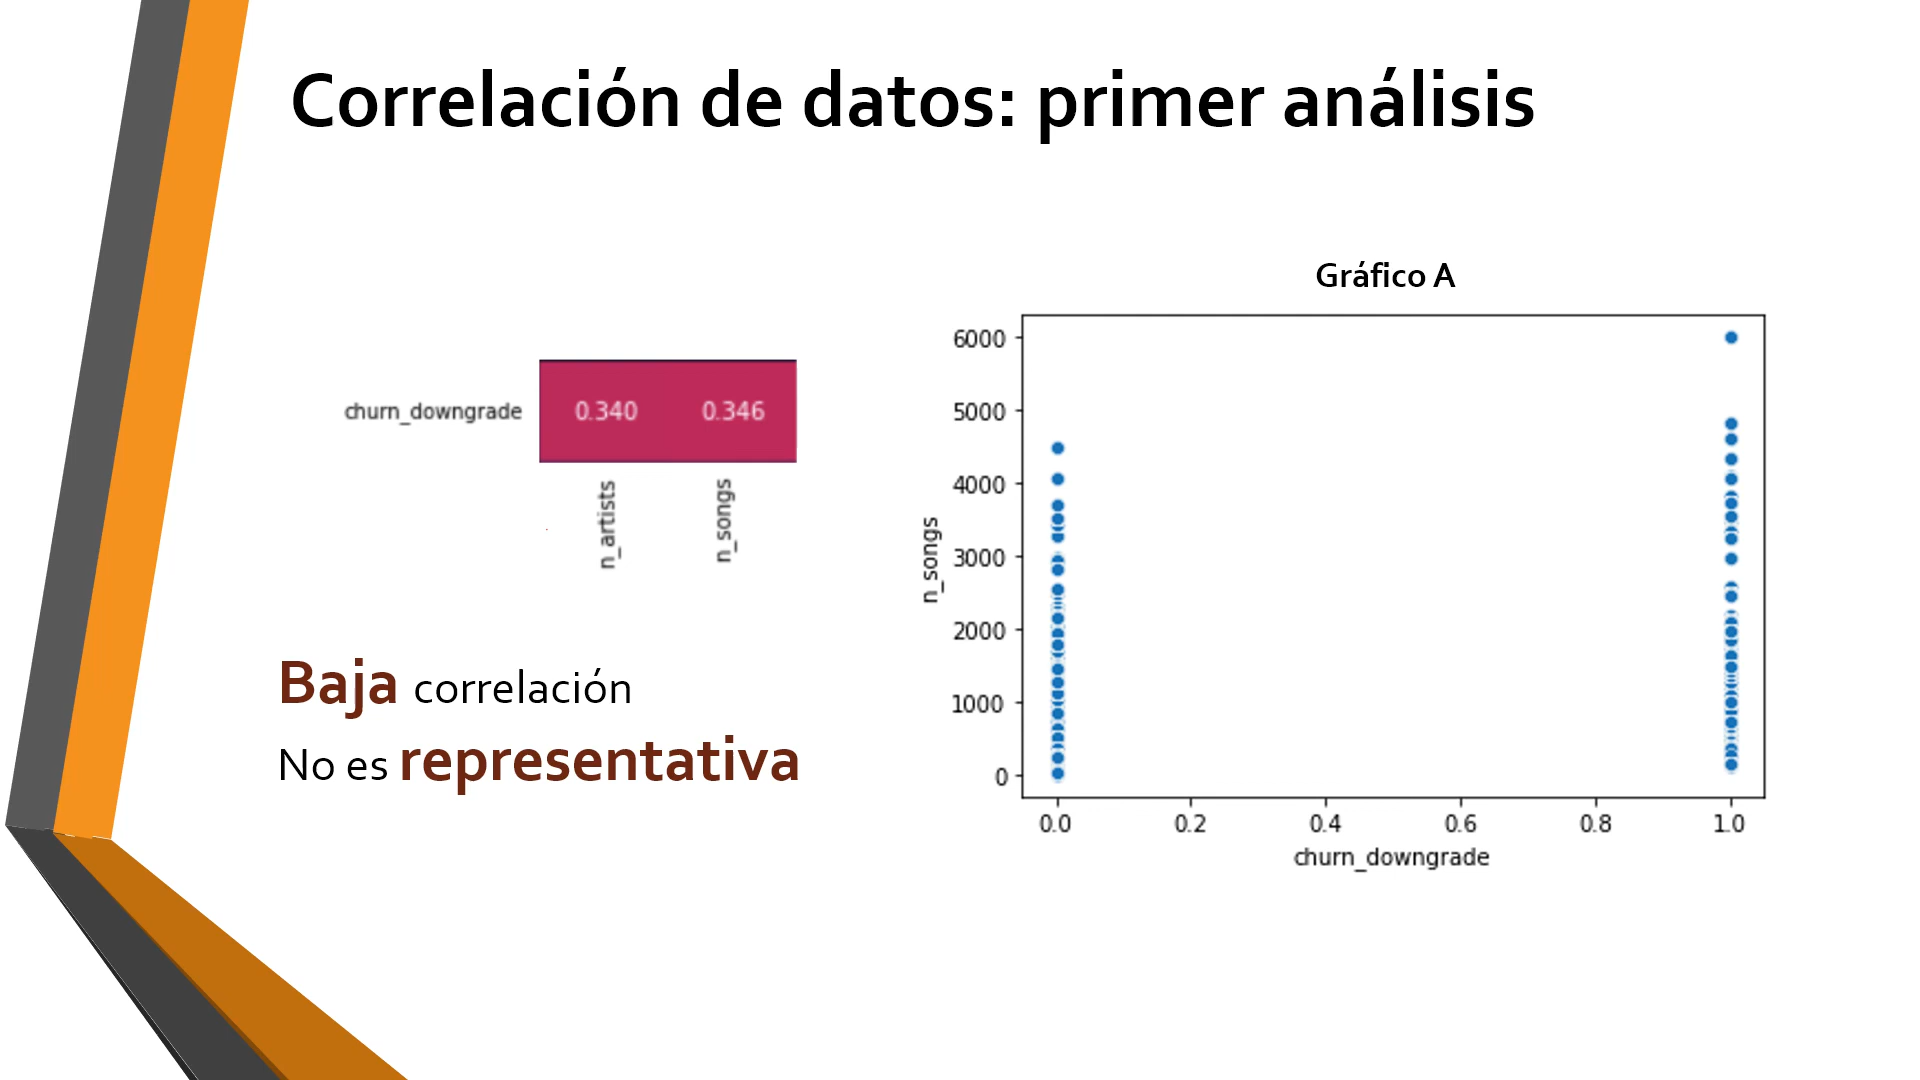 Correlación de datos: primer análisis
churn_downgrade 0.340 0.346
n_artists
n_songs
Baja correlación
No es representativa
Gráfico A
6000
5000
4000
3000
2000
1000
0
n_songs
0.0 0.2 0.4 0.6 0.8 1.0
churn_downgrade